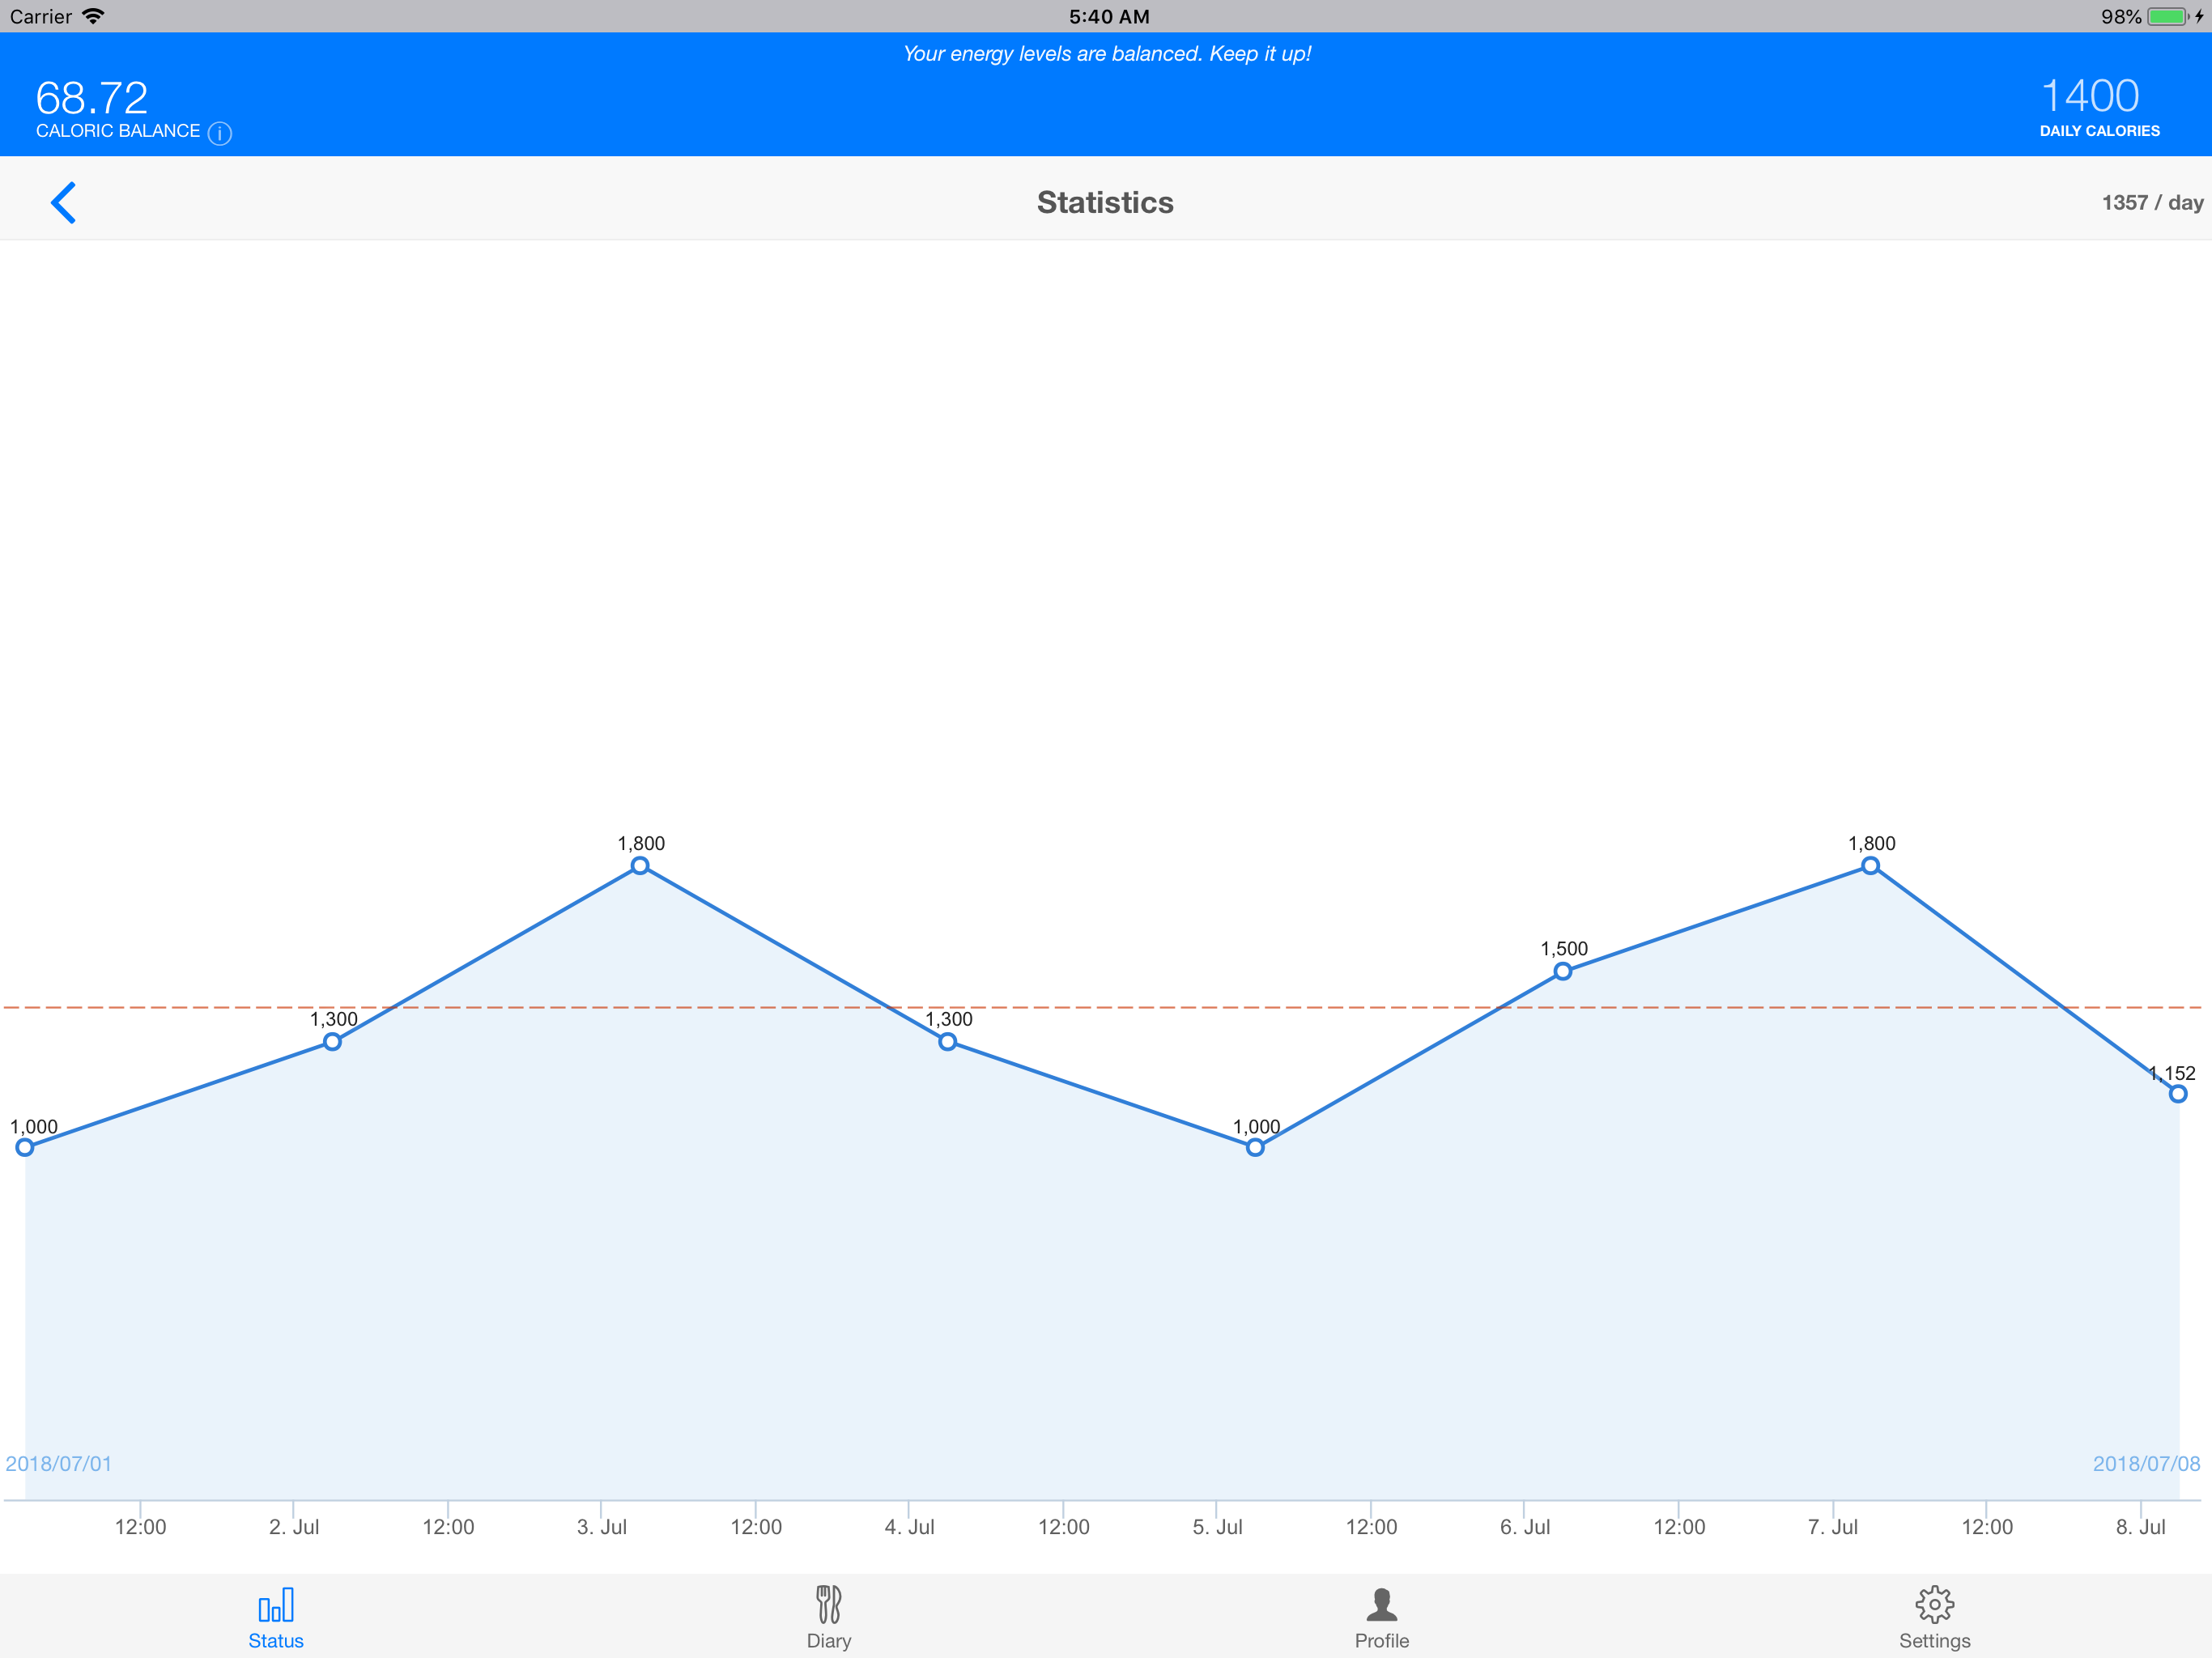 Carrier 5:40 AM 98%
Your energy levels are balanced. Keep it up!
68.72 1400
CALORIC BALANCE i DAILY CALORIES
Statistics 1357 / day
1,800 1,800
1,500
1,300 1,300
1,152
1,000 1,000
2018/07/01 2018/07/08
12:00 2. Jul 12:00 3. Jul 12:00 4. Jul 12:00 5. Jul 12:00 6. Jul 12:00 7. Jul 12:00 8. Jul
Status Diary Profile Settings